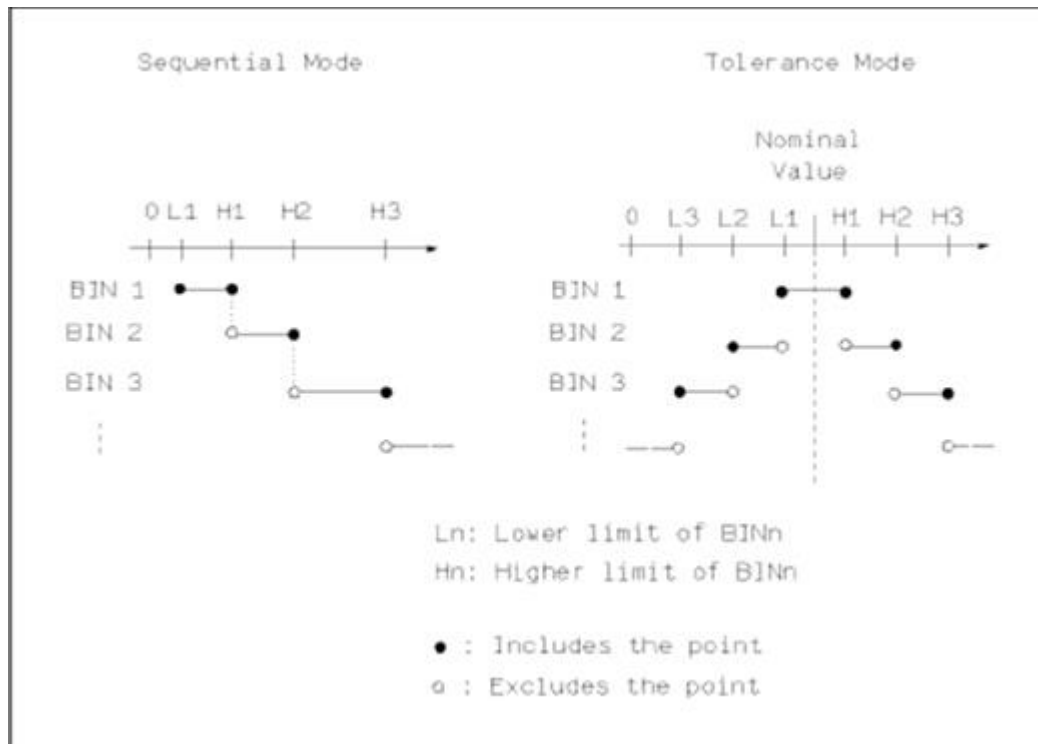 Sequential Mode
Tolerance Mode
Nominal
Value
0 L1 H1 H2 H3
0 L3 L2 L1 H1 H2 H3
BIN 1
BIN 1
BIN 2
BIN 2
BIN 3
BIN 3
Ln: Lower limit of BINn
Hn: Higher limit of BINn
: Includes the point
: Excludes the point